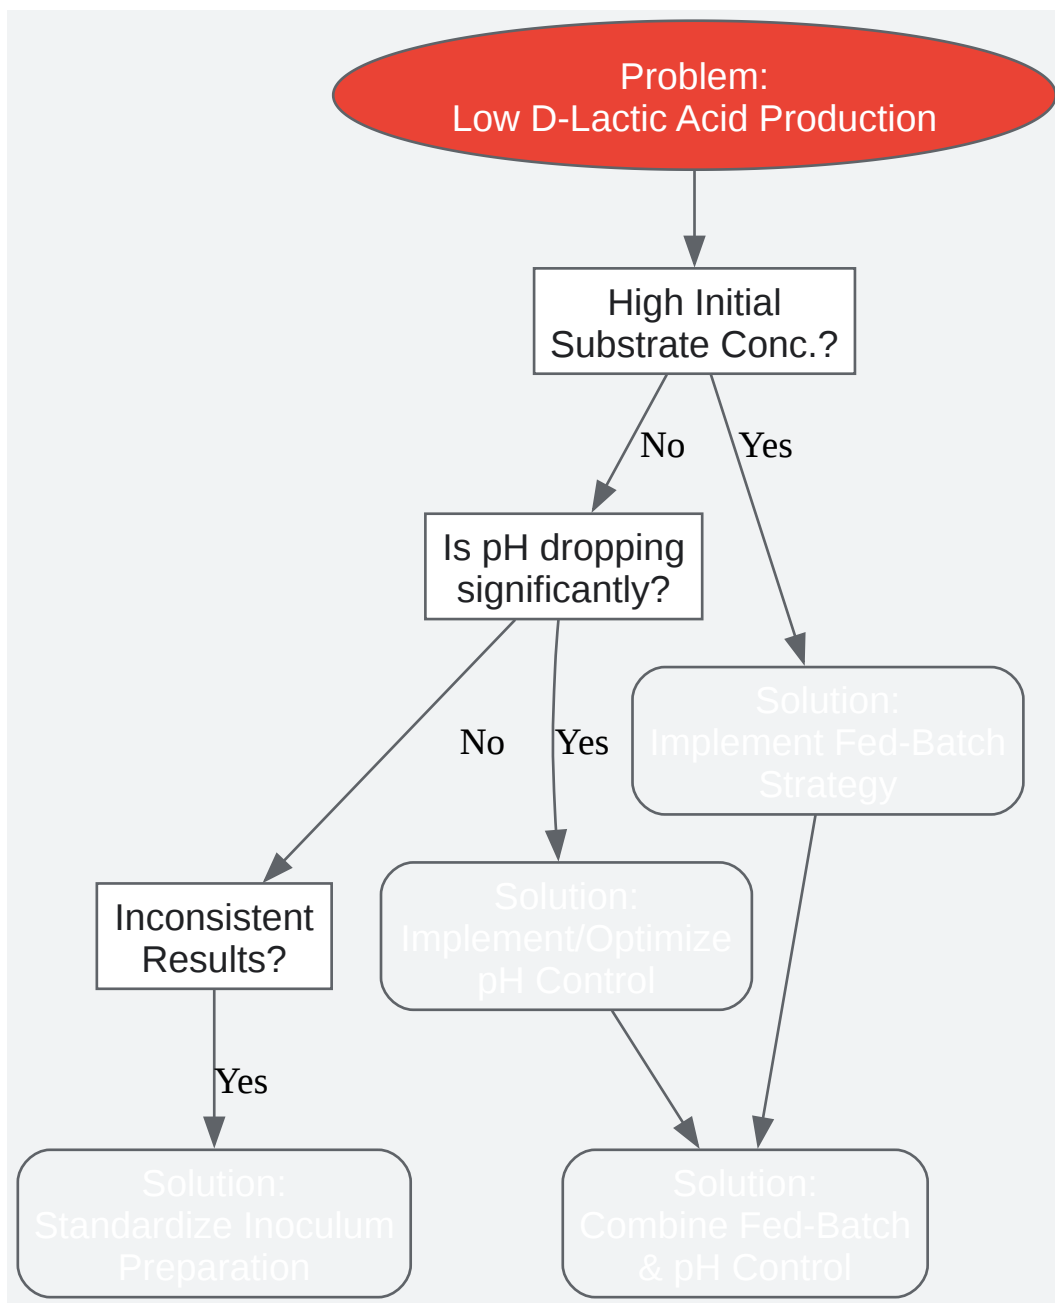 Problem:
Low D-Lactic Acid Production
High Initial
Substrate Conc.?
No
Yes
Is pH dropping
significantly?
Solution:
Implement Fed-Batch
Strategy
No
Yes
Inconsistent
Results?
Solution:
Implement/Optimize
pH Control
Yes
Solution:
Standardize Inoculum
Preparation
Solution:
Combine Fed-Batch
& pH Control